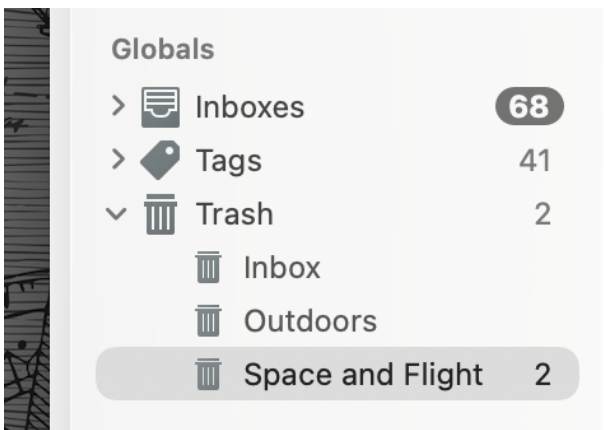 Globals
Inboxes 68
Tags 41
Trash 2
Inbox
Outdoors
Space and Flight 2